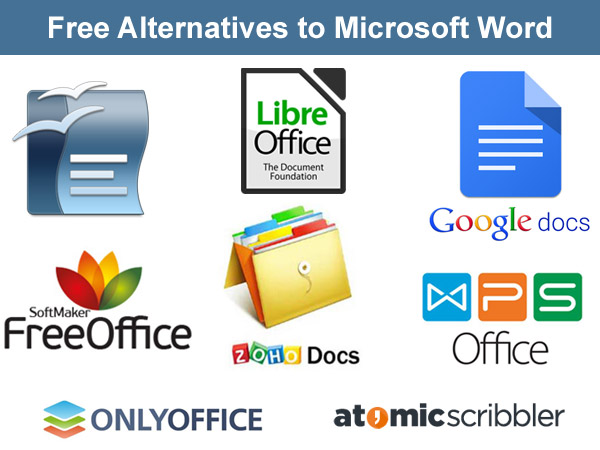 Free Alternatives to Microsoft Word
Libre
Office
The Document
Foundation
Google docs
SoftMaker
FreeOffice
ZOHO Docs
WPS
Office
ONLYOFFICE
atomicscribbler